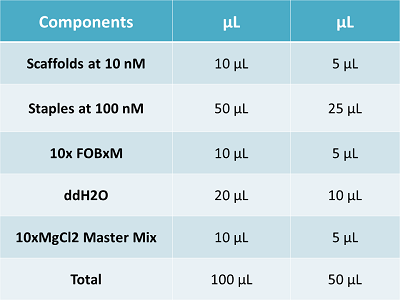 Components µL µL
Scaffolds at 10 nM 10 µL 5 µL
Staples at 100 nM 50 µL 25 µL
10x FOBxM 10 µL 5 µL
ddH2O 20 µL 10 µL
10xMgCl2 Master Mix 10 µL 5 µL
Total 100 µL 50 µL